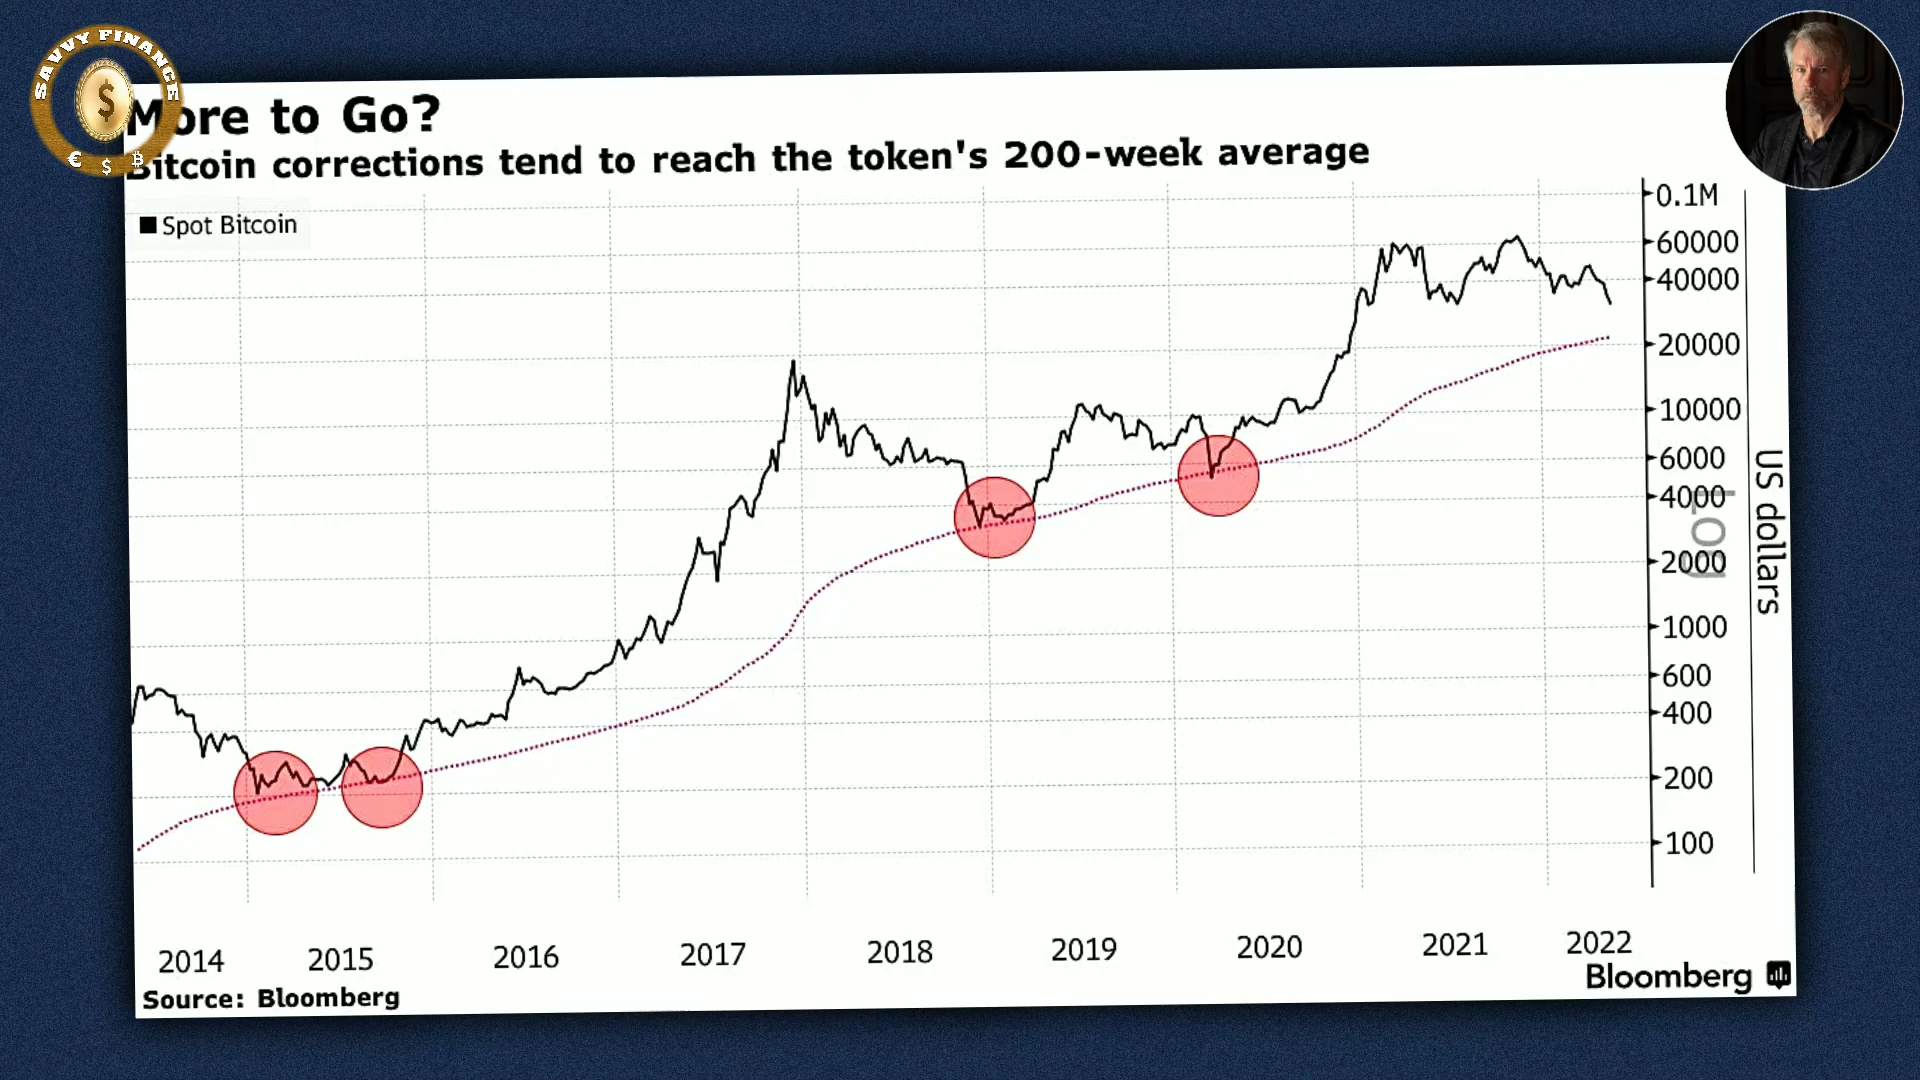 SAVVY FINANCE
$
€ $ ₿
More to Go?
Bitcoin corrections tend to reach the token's 200-week average
Spot Bitcoin
0.1M
60000
40000
20000
10000
6000
4000
2000
1000
600
400
200
100
Log
US dollars
2014 2015 2016 2017 2018 2019 2020 2021 2022
Source: Bloomberg
Bloomberg